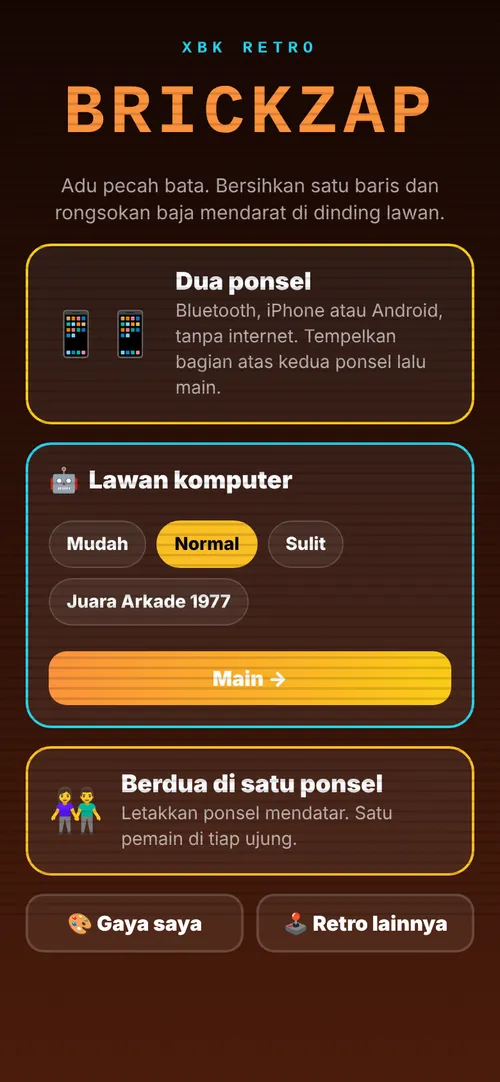 XBK RETRO
BRICKZAP
Adu pecah bata. Bersihkan satu baris dan
rongsokan baja mendarat di dinding lawan.
Dua ponsel
Bluetooth, iPhone atau Android,
tanpa internet. Tempelkan
bagian atas kedua ponsel lalu
main.
Lawan komputer
Mudah
Normal
Sulit
Juara Arkade 1977
Main →
Berdua di satu ponsel
Letakkan ponsel mendatar. Satu
pemain di tiap ujung.
Gaya saya
Retro lainnya